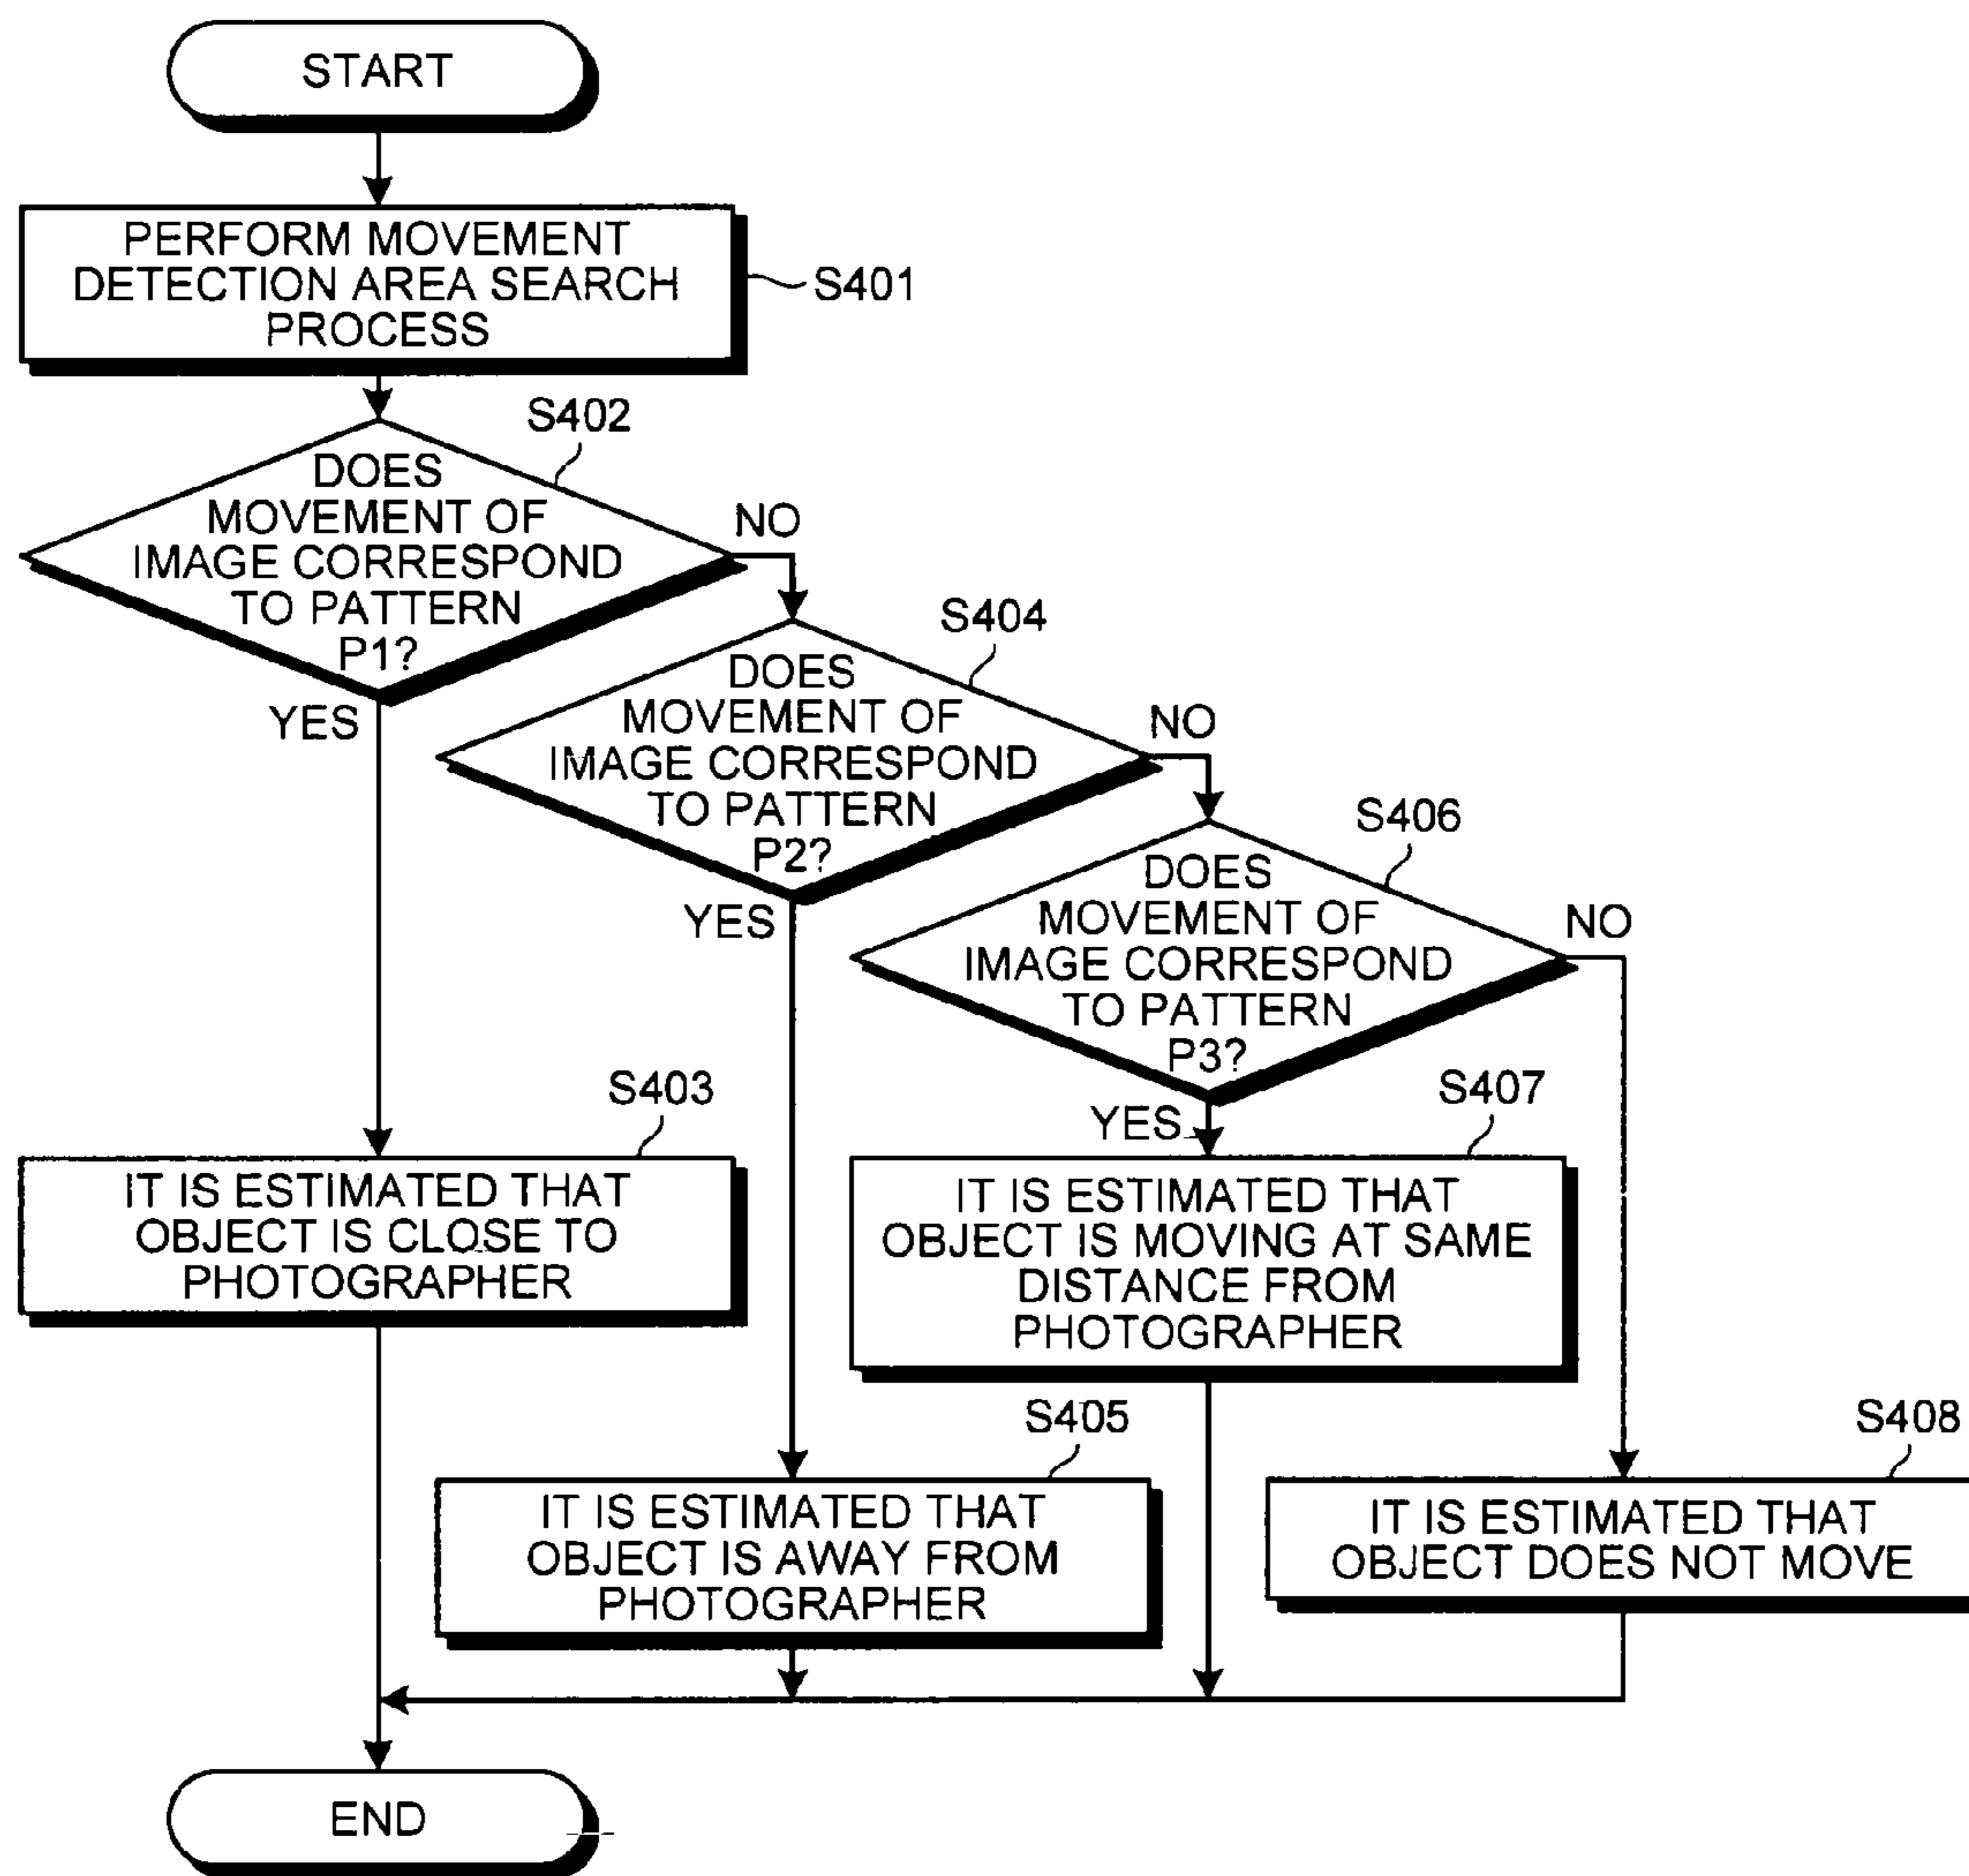 START
PERFORM MOVEMENT
DETECTION AREA SEARCH
PROCESS
S401
S402
DOES
MOVEMENT OF
IMAGE CORRESPOND
TO PATTERN
P1?
NO
YES
S404
DOES
MOVEMENT OF
IMAGE CORRESPOND
TO PATTERN
P2?
NO
YES
S406
DOES
MOVEMENT OF
IMAGE CORRESPOND
TO PATTERN
P3?
NO
YES
S403
IT IS ESTIMATED THAT
OBJECT IS CLOSE TO
PHOTOGRAPHER
S407
IT IS ESTIMATED THAT
OBJECT IS MOVING AT SAME
DISTANCE FROM
PHOTOGRAPHER
S405
IT IS ESTIMATED THAT
OBJECT IS AWAY FROM
PHOTOGRAPHER
S408
IT IS ESTIMATED THAT
OBJECT DOES NOT MOVE
END